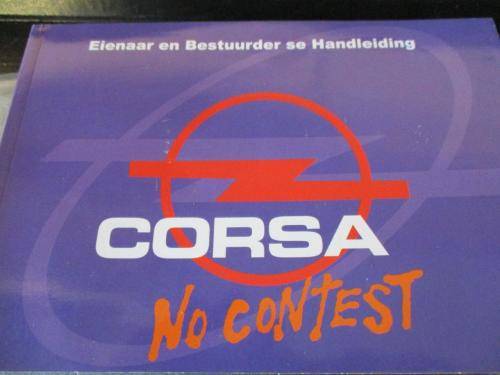 Eienaar en Bestuurder se Handleiding
CORSA
NO CONTEST